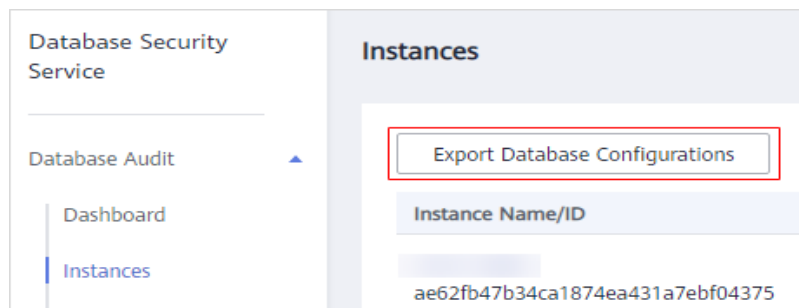 Database Security
Service
Instances
Database Audit
Export Database Configurations
Dashboard
Instance Name/ID
Instances
ae62fb47b34ca1874ea431a7ebf04375